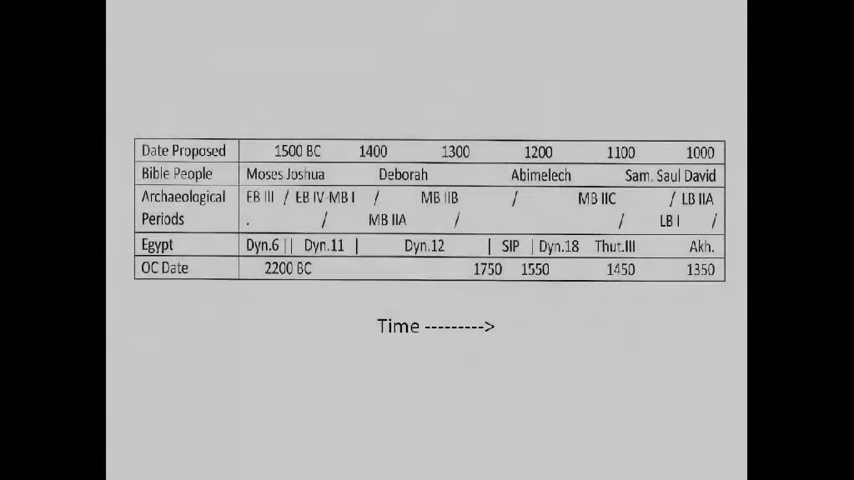 Date Proposed 1500 BC 1400 1300 1200 1100 1000
Bible People Moses Joshua Deborah Abimelech Sam. Saul David
Archaeological EB III / EB IV-MB I / MB IIB / MB IIC / LB IIA
Periods . / MB IIA / / LB I /
Egypt Dyn.6 || Dyn.11 | Dyn.12 | SIP | Dyn.18 Thut.III Akh.
OC Date 2200 BC 1750 1550 1450 1350
Time --------->